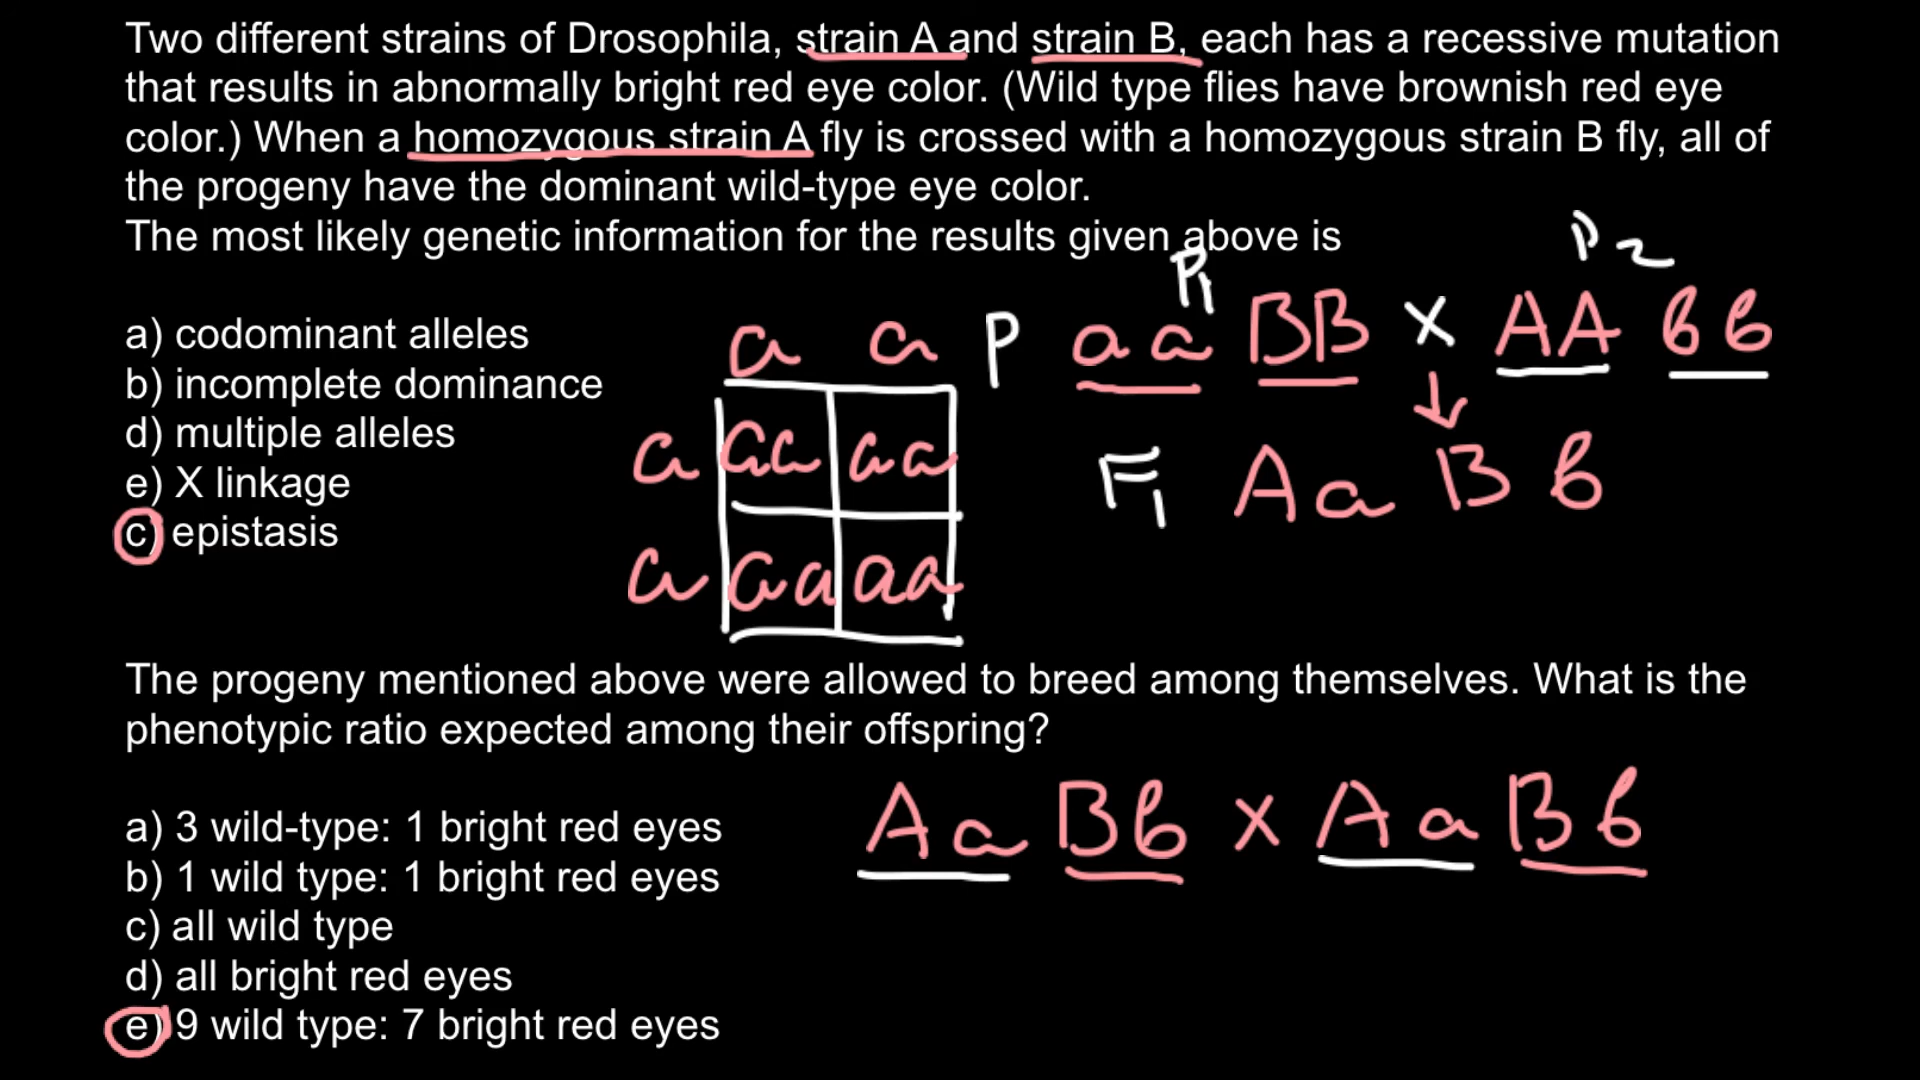 Two different strains of Drosophila, strain A and strain B, each has a recessive mutation
that results in abnormally bright red eye color. (Wild type flies have brownish red eye
color.) When a homozygous strain A fly is crossed with a homozygous strain B fly, all of
the progeny have the dominant wild-type eye color.
The most likely genetic information for the results given above is
P1 P2
a) codominant alleles
b) incomplete dominance
d) multiple alleles
e) X linkage
c) epistasis
a a
a aa aa
a aa aa
P aa BB x AA bb
F1 Aa B b
The progeny mentioned above were allowed to breed among themselves. What is the
phenotypic ratio expected among their offspring?
a) 3 wild-type: 1 bright red eyes
b) 1 wild type: 1 bright red eyes
c) all wild type
d) all bright red eyes
e) 9 wild type: 7 bright red eyes
Aa Bb x Aa Bb